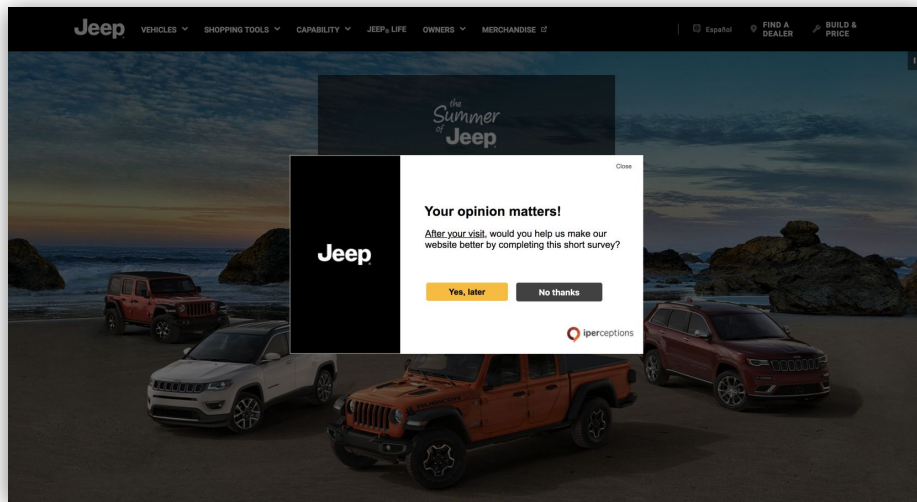 Jeep
VEHICLES
SHOPPING TOOLS
CAPABILITY
JEEP® LIFE
OWNERS
MERCHANDISE
Español
FIND A
DEALER
BUILD &
PRICE
the
Summer
of Jeep
Close
Your opinion matters!
After your visit, would you help us make our
website better by completing this short survey?
Jeep
Yes, later
No thanks
iperceptions
RUBICON